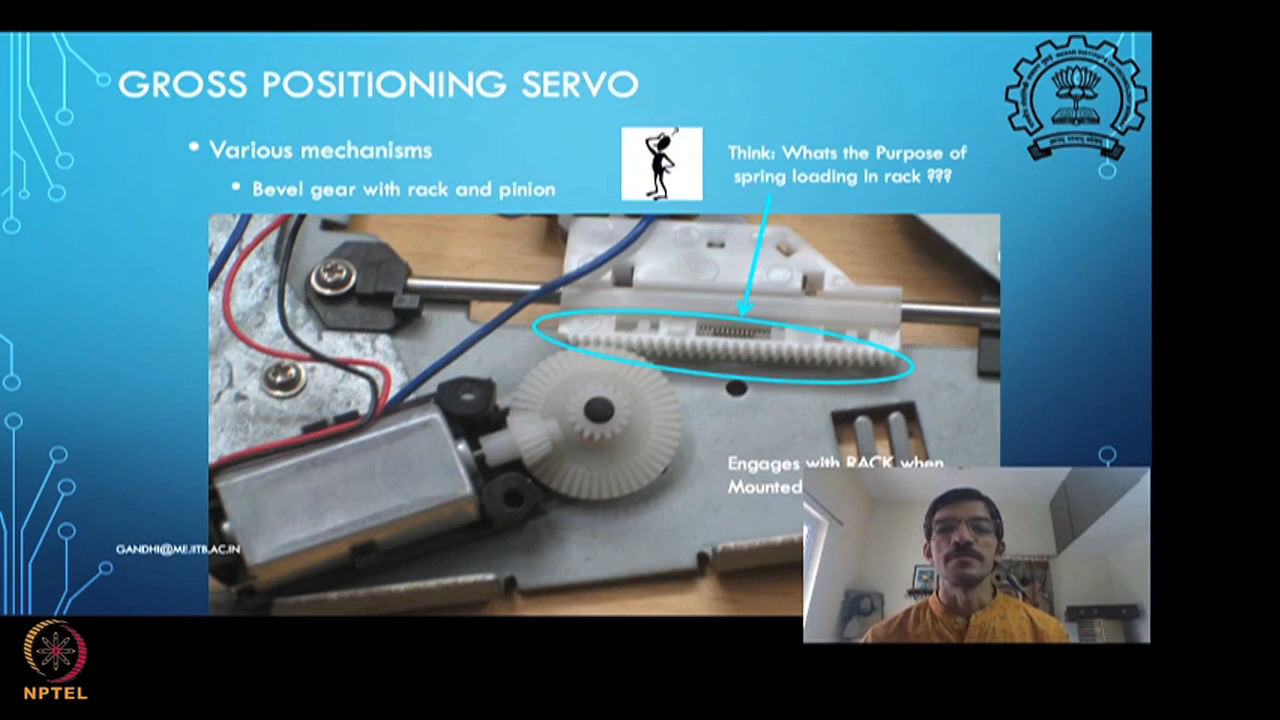 GROSS POSITIONING SERVO
• Various mechanisms
• Bevel gear with rack and pinion
Think: Whats the Purpose of
spring loading in rack ???
Engages with RACK when
Mounted
GANDHI@ME.IITB.AC.IN
NPTEL